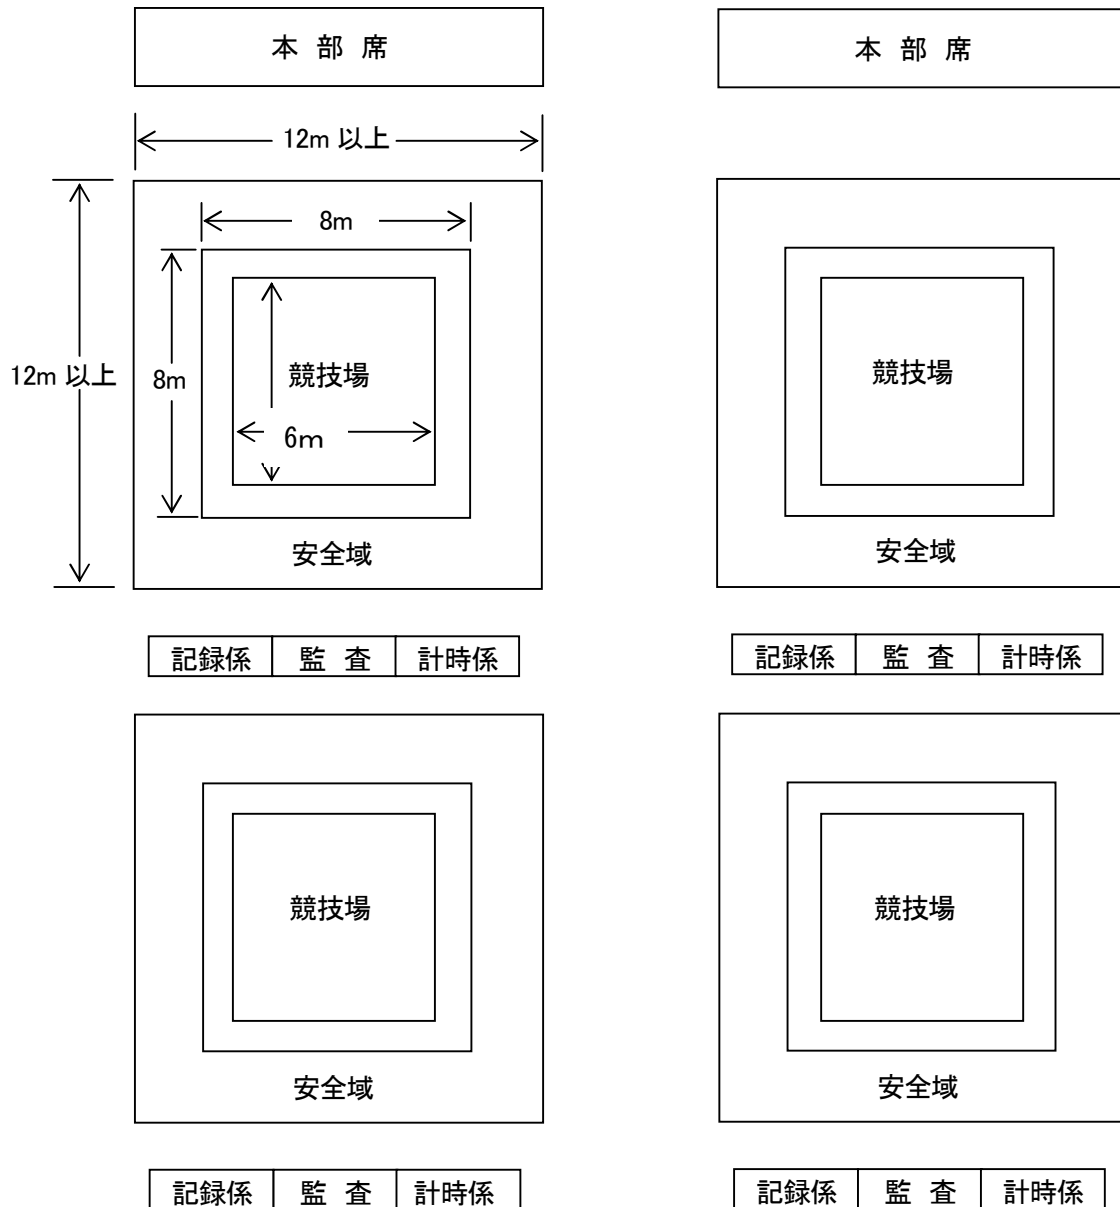 本 部 席
本 部 席
12m 以上
8m
12m 以上
8m
競技場
6m
安全域
競技場
安全域
記録係 監 査 計時係
記録係 監 査 計時係
競技場
安全域
競技場
安全域
記録係 監 査 計時係
記録係 監 査 計時係